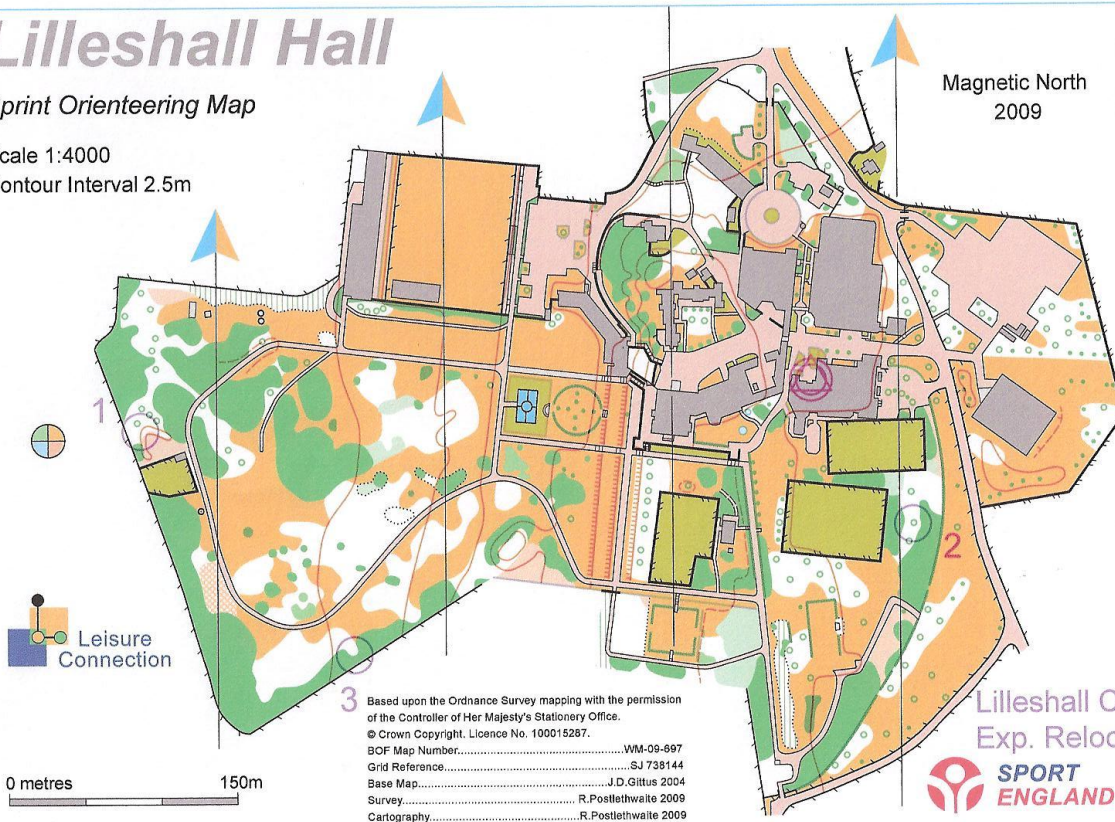 Lilleshall Hall
print Orienteering Map
cale 1:4000
ontour Interval 2.5m
Magnetic North
2009
1
2
3
Leisure
Connection
Based upon the Ordnance Survey mapping with the permission
of the Controller of Her Majesty's Stationery Office.
© Crown Copyright. Licence No. 100015287.
BOF Map Number..............................WM-09-697
Grid Reference..............................SJ 738144
Base Map..............................J.D.Gittus 2004
Survey..............................R.Postlethwaite 2009
Cartography..............................R.Postlethwaite 2009
0 metres
150m
Lilleshall C
Exp. Reloc
SPORT
ENGLAND